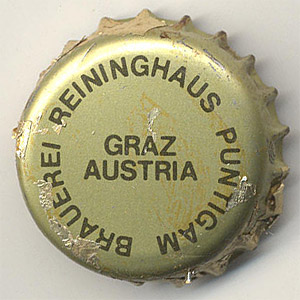 BRAUEREI REININGHAUS PUNTIGAM
GRAZ
AUSTRIA